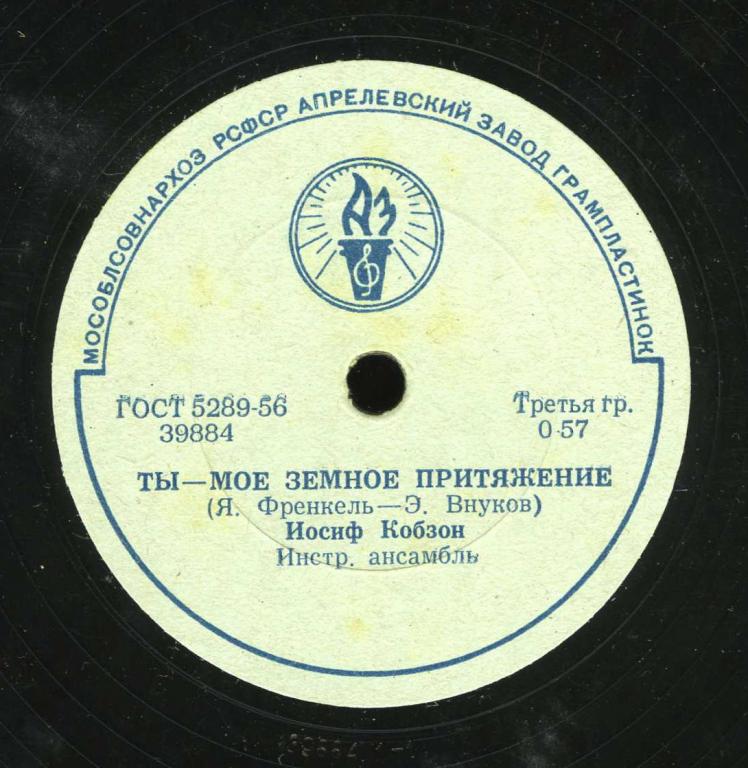 МОСОБЛСОВНАРХОЗ РСФСР АПРЕЛЕВСКИЙ ЗАВОД ГРАМПЛАСТИНОК
АЗ
ГОСТ 5289-56
39884
Третья гр.
0-57
ТЫ—МОЕ ЗЕМНОЕ ПРИТЯЖЕНИЕ
(Я. Френкель—Э. Внуков)
Иосиф Кобзон
Инстр. ансамбль